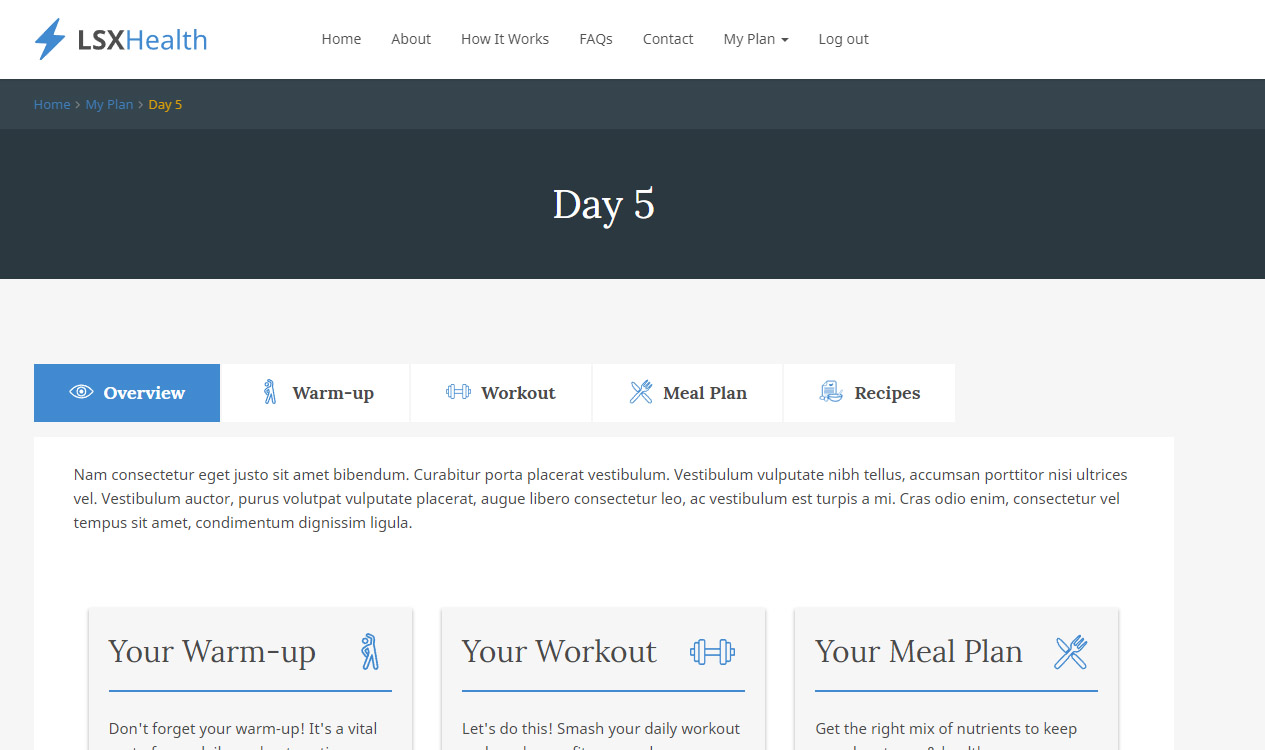 LSXHealth
Home About How It Works FAQs Contact My Plan Log out
Home > My Plan > Day 5
Day 5
Overview Warm-up Workout Meal Plan Recipes
Nam consectetur eget justo sit amet bibendum. Curabitur porta placerat vestibulum. Vestibulum vulputate nibh tellus, accumsan porttitor nisi ultrices
vel. Vestibulum auctor, purus volutpat vulputate placerat, augue libero consectetur leo, ac vestibulum est turpis a mi. Cras odio enim, consectetur vel
tempus sit amet, condimentum dignissim ligula.
Your Warm-up
Don't forget your warm-up! It's a vital
Your Workout
Let's do this! Smash your daily workout
Your Meal Plan
Get the right mix of nutrients to keep